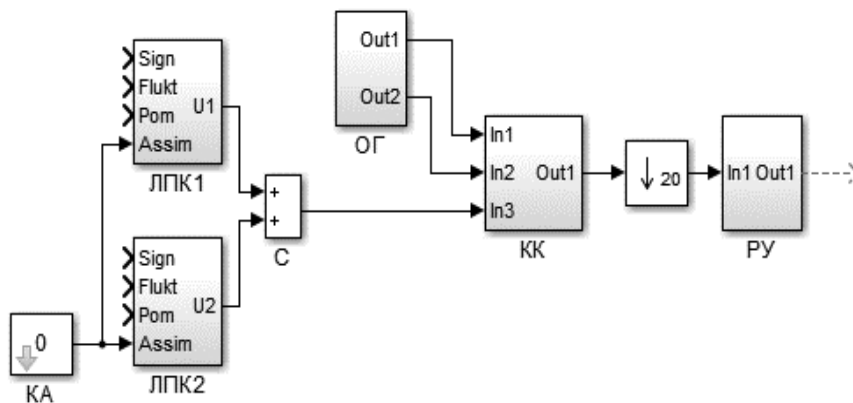 Sign
Flukt
Pom
Assim
U1
ЛПК1
Out1
Out2
ОГ
+
+
С
In1
In2
In3
Out1
КК
20
In1 Out1
РУ
Sign
Flukt
Pom
Assim
U2
ЛПК2
0
КА